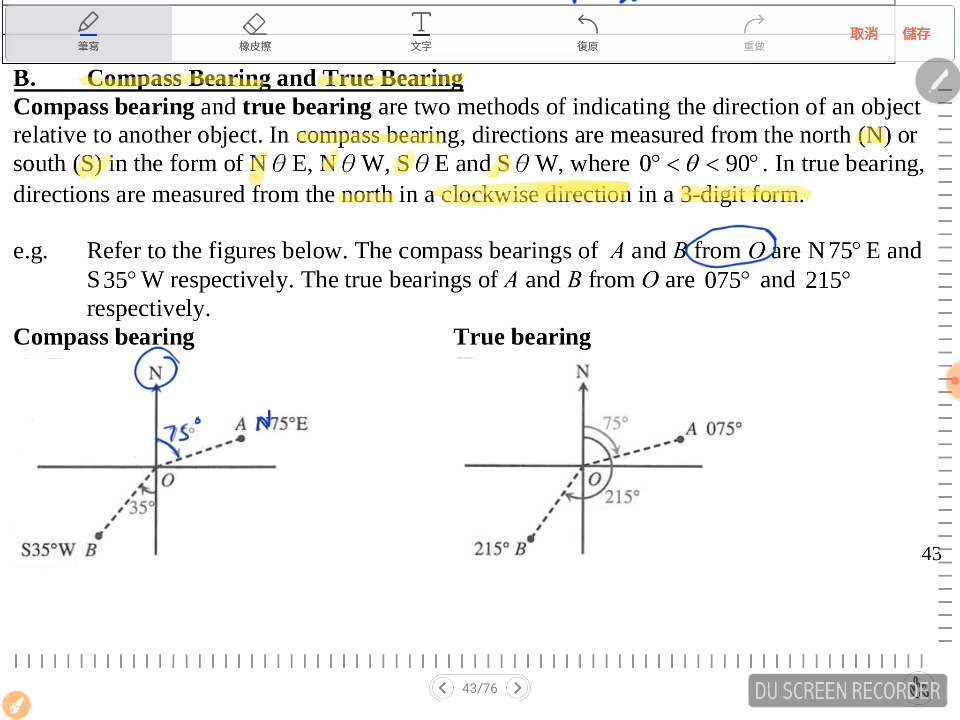 筆寫 橡皮擦 文字 復原 重做 取消 儲存
B. Compass Bearing and True Bearing
Compass bearing and true bearing are two methods of indicating the direction of an object
relative to another object. In compass bearing, directions are measured from the north (N) or
south (S) in the form of N θ E, N θ W, S θ E and S θ W, where 0° < θ < 90°. In true bearing,
directions are measured from the north in a clockwise direction in a 3-digit form.
e.g. Refer to the figures below. The compass bearings of A and B from O are N 75° E and
S 35° W respectively. The true bearings of A and B from O are 075° and 215°
respectively.
Compass bearing True bearing
N N
75° A N75°E 75° A 075°
O O
35° 215°
S35°W B 215° B
43
43/76
DU SCREEN RECORDER